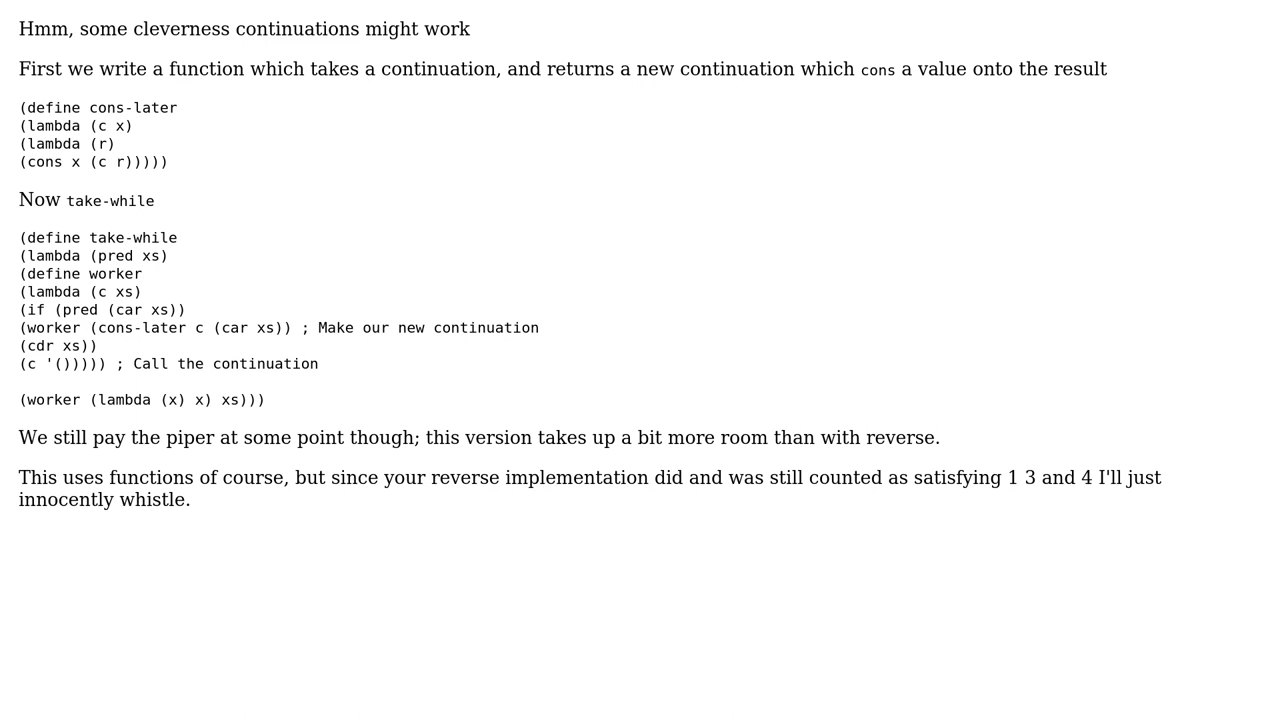 Hmm, some cleverness continuations might work
First we write a function which takes a continuation, and returns a new continuation which cons a value onto the result
(define cons-later
(lambda (c x)
(lambda (r)
(cons x (c r)))))
Now take-while
(define take-while
(lambda (pred xs)
(define worker
(lambda (c xs)
(if (pred (car xs))
(worker (cons-later c (car xs)) ; Make our new continuation
(cdr xs))
(c '())))) ; Call the continuation
(worker (lambda (x) x) xs)))
We still pay the piper at some point though; this version takes up a bit more room than with reverse.
This uses functions of course, but since your reverse implementation did and was still counted as satisfying 1 3 and 4 I'll just
innocently whistle.